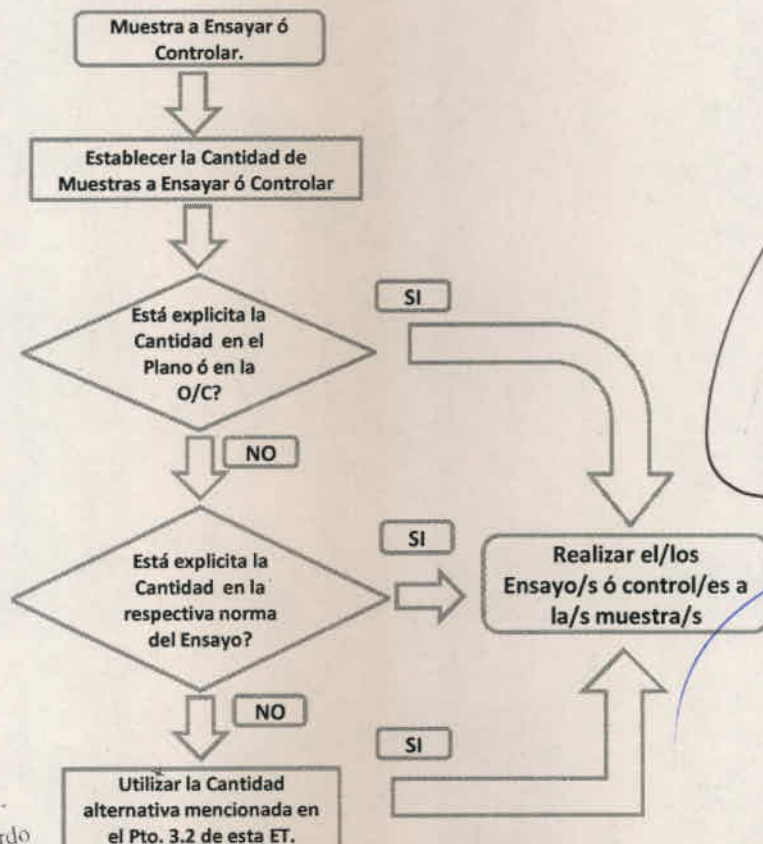 Muestra a Ensayar ó
Controlar.
Establecer la Cantidad de
Muestras a Ensayar ó Controlar
Está explicita la
Cantidad en el
Plano ó en la
O/C?
SI
NO
Está explicita la
Cantidad en la
respectiva norma
del Ensayo?
SI
Realizar el/los
Ensayo/s ó control/es a
la/s muestra/s
NO
SI
Utilizar la Cantidad
alternativa mencionada en
el Pto. 3.2 de esta ET.